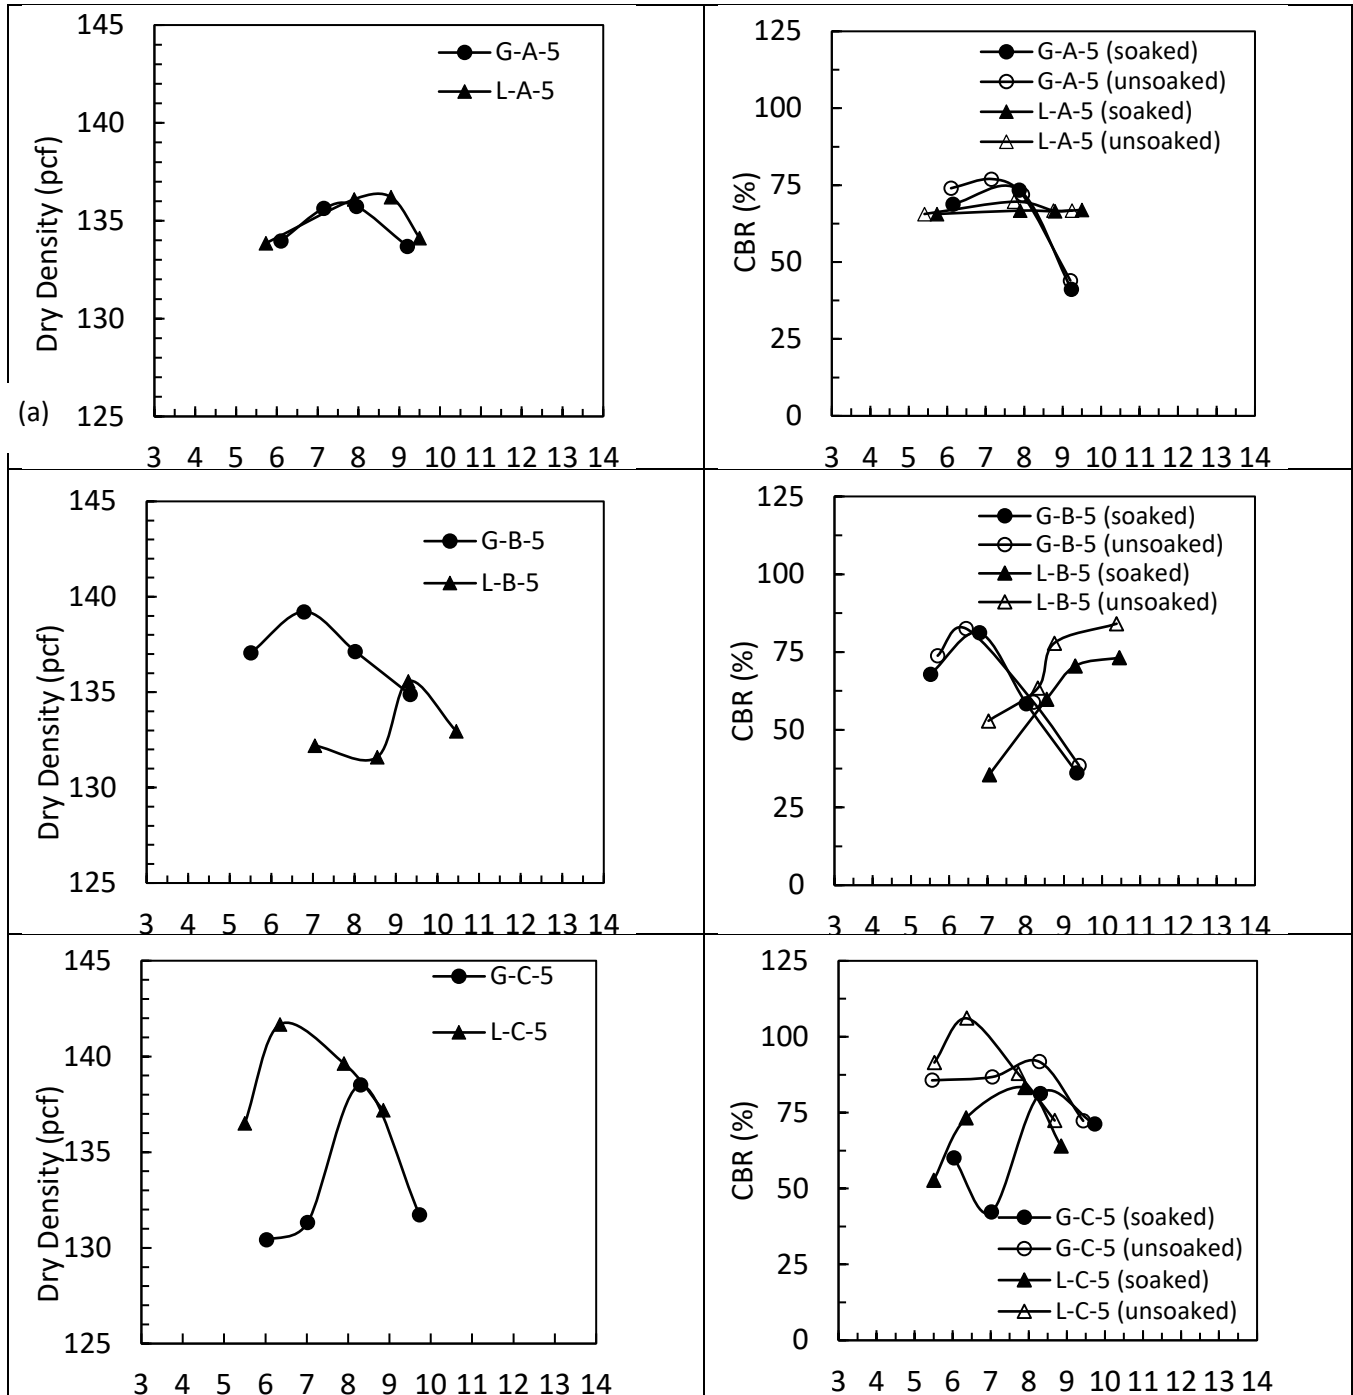 145
140
135
130
125
Dry Density (pcf)
(a)
G-A-5
L-A-5
3 4 5 6 7 8 9 10 11 12 13 14
125
100
75
50
25
0
CBR (%)
G-A-5 (soaked)
G-A-5 (unsoaked)
L-A-5 (soaked)
L-A-5 (unsoaked)
3 4 5 6 7 8 9 10 11 12 13 14
145
140
135
130
125
Dry Density (pcf)
G-B-5
L-B-5
3 4 5 6 7 8 9 10 11 12 13 14
125
100
75
50
25
0
CBR (%)
G-B-5 (soaked)
G-B-5 (unsoaked)
L-B-5 (soaked)
L-B-5 (unsoaked)
3 4 5 6 7 8 9 10 11 12 13 14
145
140
135
130
125
Dry Density (pcf)
G-C-5
L-C-5
3 4 5 6 7 8 9 10 11 12 13 14
125
100
75
50
25
0
CBR (%)
G-C-5 (soaked)
G-C-5 (unsoaked)
L-C-5 (soaked)
L-C-5 (unsoaked)
3 4 5 6 7 8 9 10 11 12 13 14